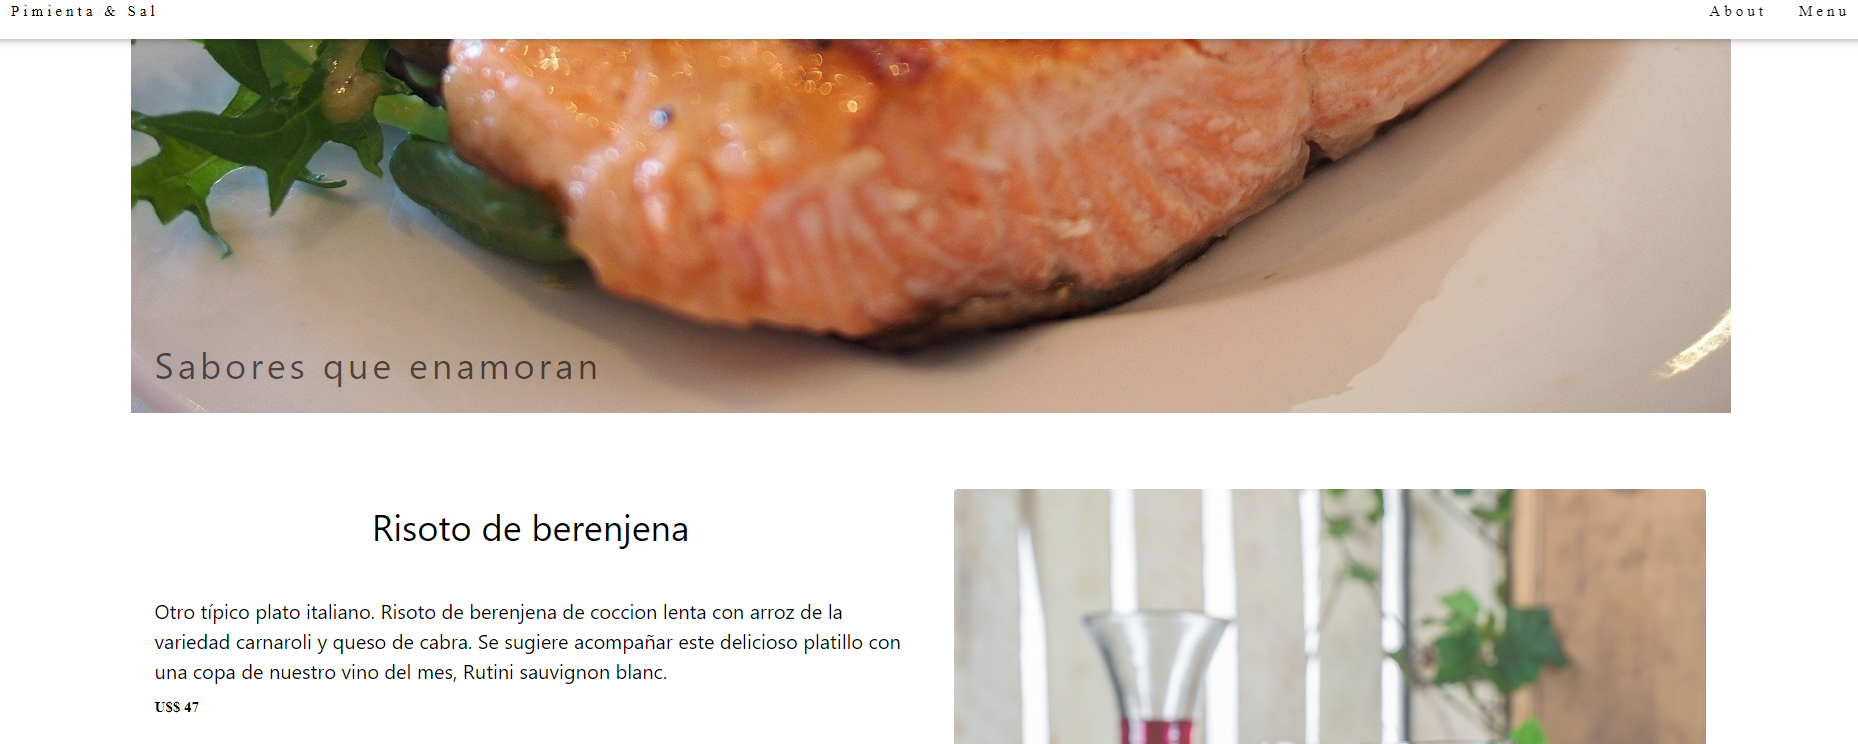 Pimienta & Sal
About Menu
Sabores que enamoran
Risoto de berenjena
Otro típico plato italiano. Risoto de berenjena de coccion lenta con arroz de la
variedad carnaroli y queso de cabra. Se sugiere acompañar este delicioso platillo con
una copa de nuestro vino del mes, Rutini sauvignon blanc.
U$S 47